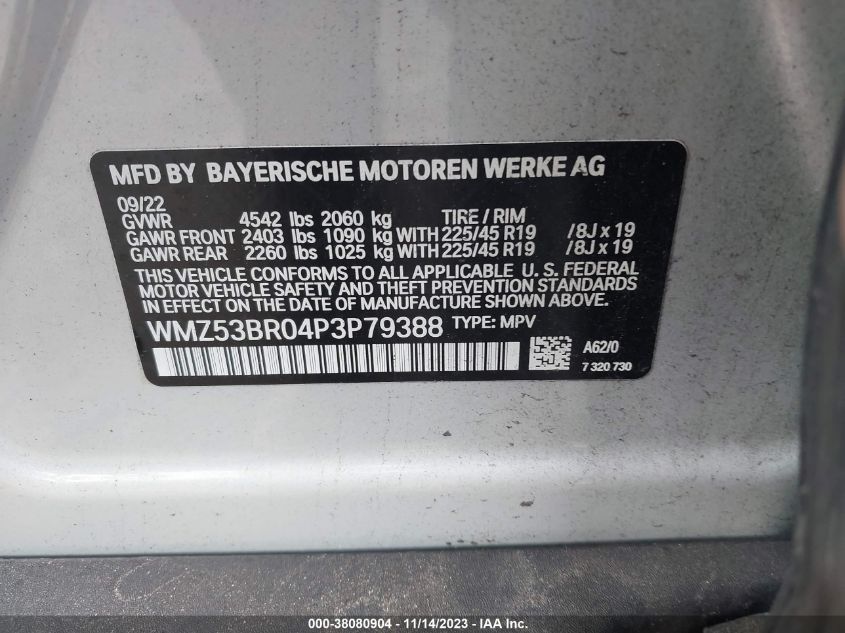 MFD BY BAYERISCHE MOTOREN WERKE AG
09/22
GVWR 4542 lbs 2060 kg TIRE / RIM
GAWR FRONT 2403 lbs 1090 kg WITH 225/45 R19 /8J x 19
GAWR REAR 2260 lbs 1025 kg WITH 225/45 R19 /8J x 19
THIS VEHICLE CONFORMS TO ALL APPLICABLE U. S. FEDERAL
MOTOR VEHICLE SAFETY AND THEFT PREVENTION STANDARDS
IN EFFECT ON THE DATE OF MANUFACTURE SHOWN ABOVE.
WMZ53BR04P3P79388 TYPE: MPV
A62/0
7 320 730
000-38080904 - 11/14/2023 - IAAI Inc.